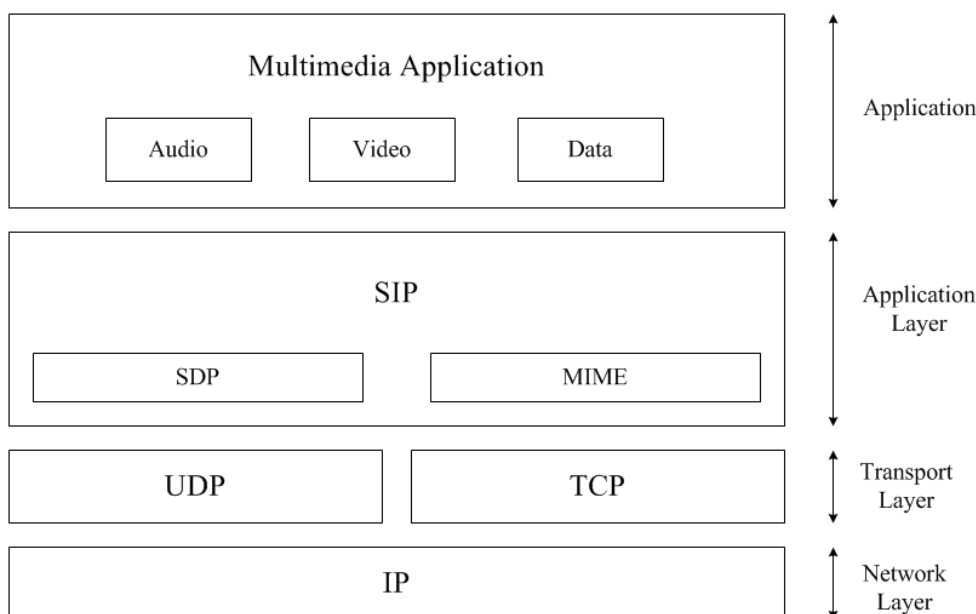 Multimedia Application
Application
Audio
Video
Data
SIP
Application
Layer
SDP
MIME
UDP
TCP
Transport
Layer
IP
Network
Layer